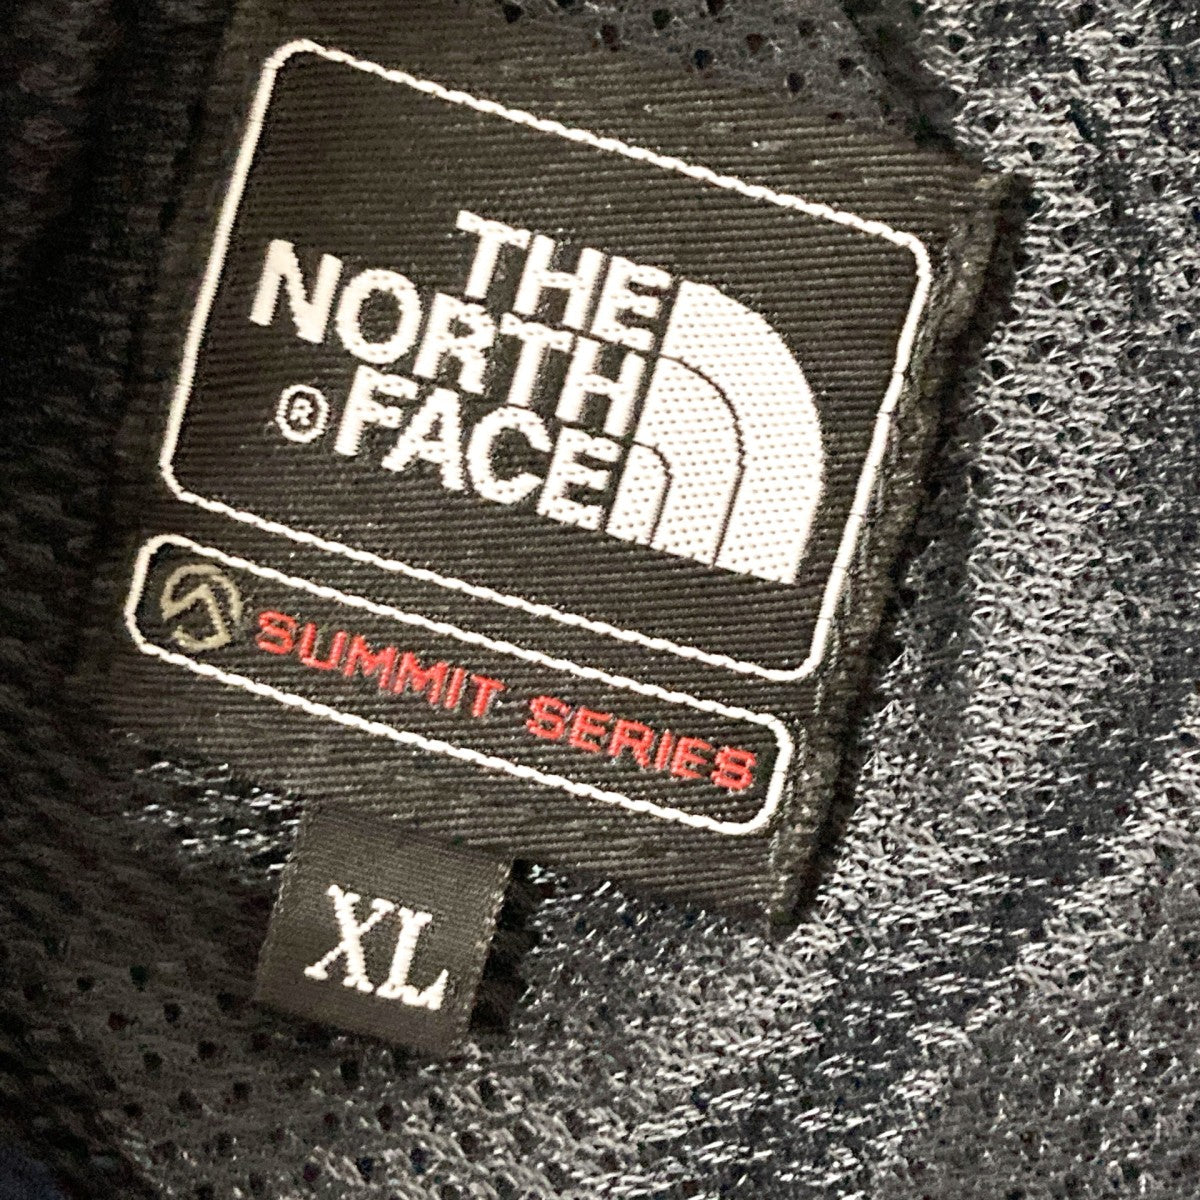 THE
NORTH
® FACE
SUMMIT SERIES
XL